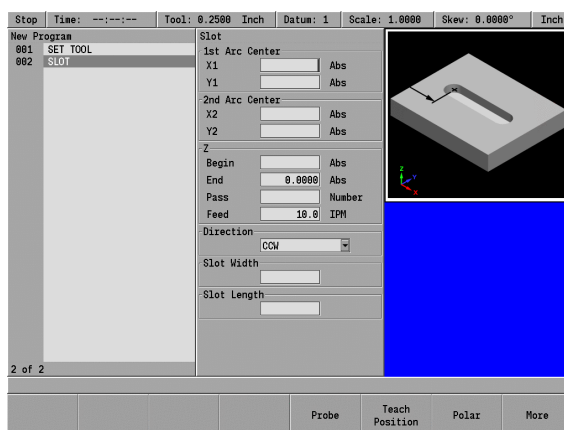 Stop Time: --:--:-- Tool: 0.2500 Inch Datum: 1 Scale: 1.0000 Skew: 0.0000° Inch
New Program
001 SET TOOL
002 SLOT
2 of 2
Slot
1st Arc Center
X1 Abs
Y1 Abs
2nd Arc Center
X2 Abs
Y2 Abs
Z
Begin Abs
End 0.0000 Abs
Pass Number
Feed 10.0 IPM
Direction
CCW
Slot Width
Slot Length
Z
Y
X
Probe Teach Position Polar More